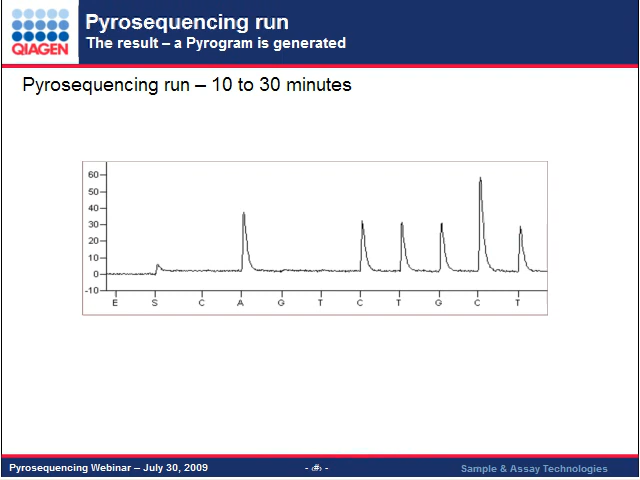 QIAGEN
Pyrosequencing run
The result – a Pyrogram is generated
Pyrosequencing run – 10 to 30 minutes
60
50
40
30
20
10
0
-10
E S C A G T C T G C T
Pyrosequencing Webinar – July 30, 2009
- ‹#› -
Sample & Assay Technologies